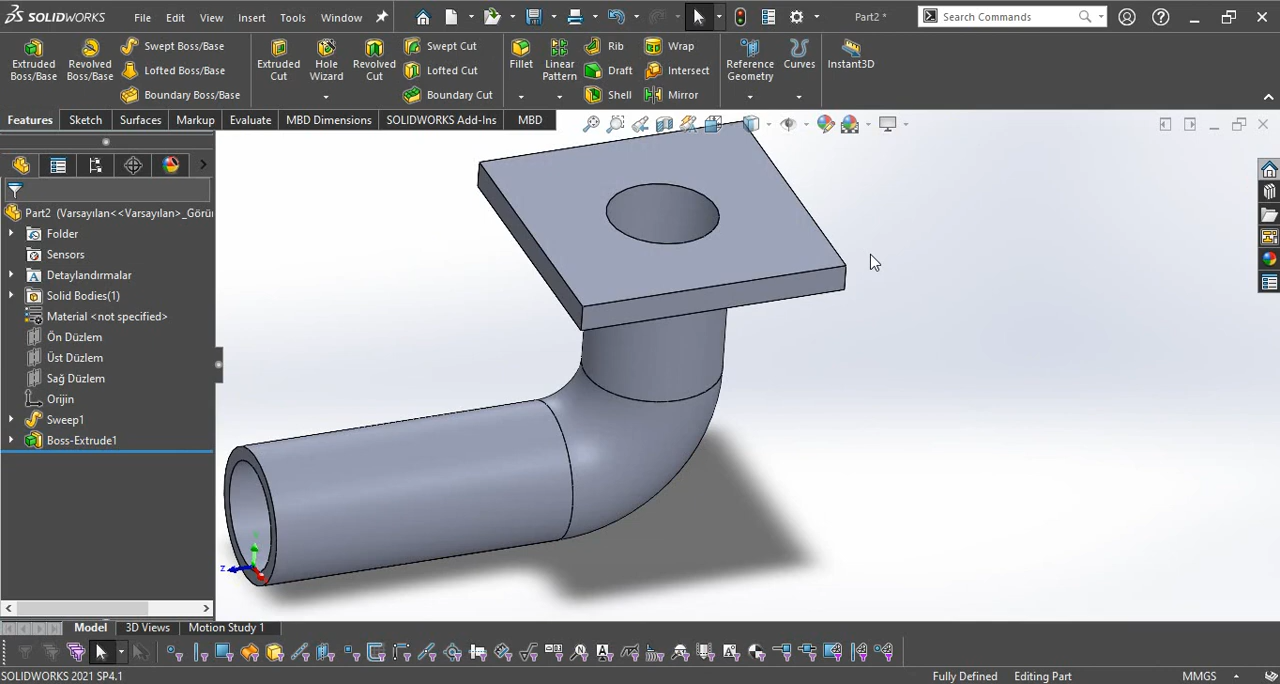 SOLIDWORKS File Edit View Insert Tools Window Part2 * Search Commands
Extruded Boss/Base
Revolved Boss/Base
Swept Boss/Base
Lofted Boss/Base
Boundary Boss/Base
Extruded Cut
Hole Wizard
Revolved Cut
Swept Cut
Lofted Cut
Boundary Cut
Fillet
Linear Pattern
Rib
Draft
Shell
Wrap
Intersect
Mirror
Reference Geometry
Curves
Instant3D
Features Sketch Surfaces Markup Evaluate MBD Dimensions SOLIDWORKS Add-Ins MBD
Part2 (Varsayılan<<Varsayılan>_Görür
Folder
Sensors
Detaylandırmalar
Solid Bodies(1)
Material <not specified>
Ön Düzlem
Üst Düzlem
Sağ Düzlem
Orijin
Sweep1
Boss-Extrude1
Z
Model 3D Views Motion Study 1
SOLIDWORKS 2021 SP4.1 Fully Defined Editing Part MMGS